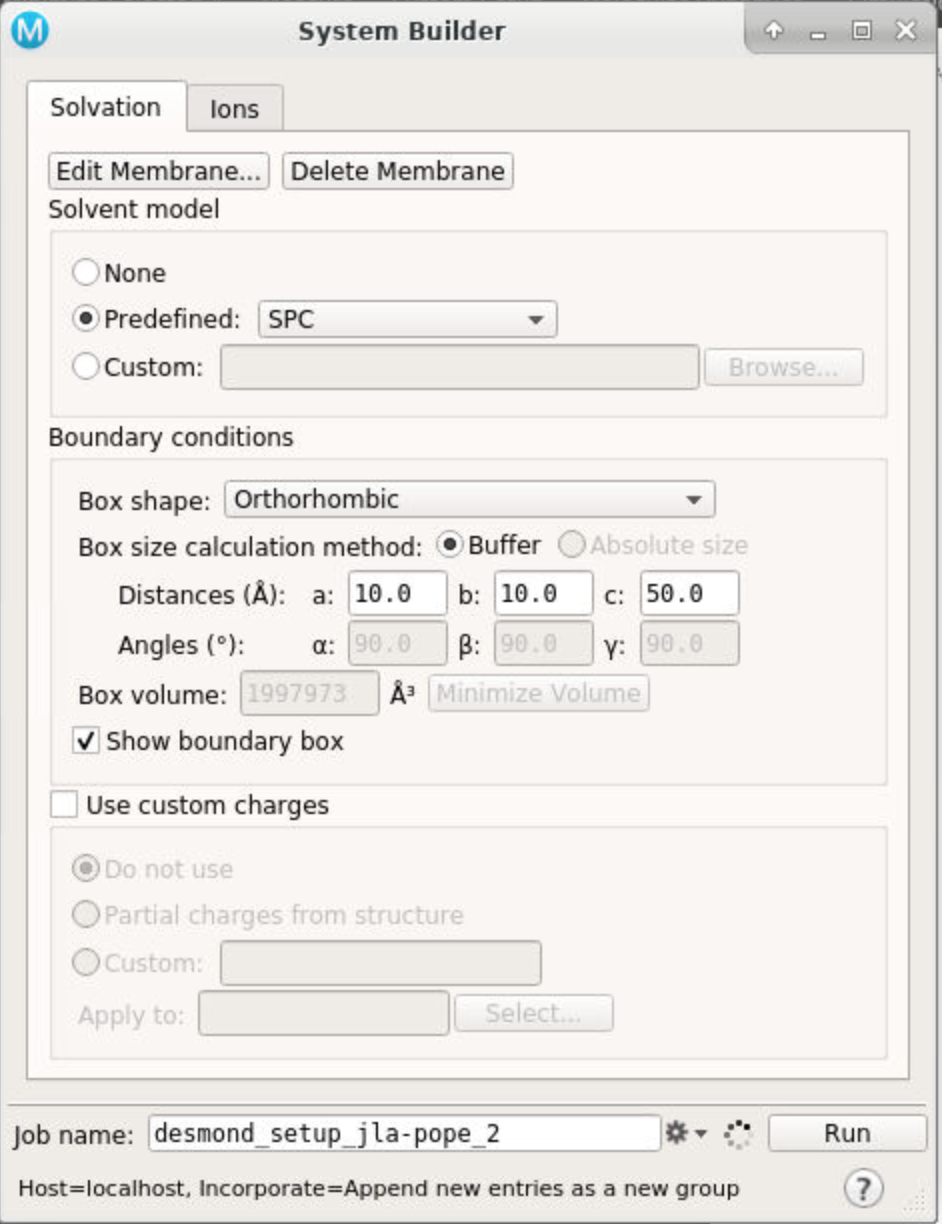 M System Builder
Solvation Ions
Edit Membrane... Delete Membrane
Solvent model
None
Predefined: SPC
Custom: Browse...
Boundary conditions
Box shape: Orthorhombic
Box size calculation method: Buffer Absolute size
Distances (Å): a: 10.0 b: 10.0 c: 50.0
Angles (°): α: 90.0 β: 90.0 γ: 90.0
Box volume: 1997973 Å³ Minimize Volume
Show boundary box
Use custom charges
Do not use
Partial charges from structure
Custom:
Apply to: Select...
Job name: desmond_setup_jla-pope_2 Run
Host=localhost, Incorporate=Append new entries as a new group ?